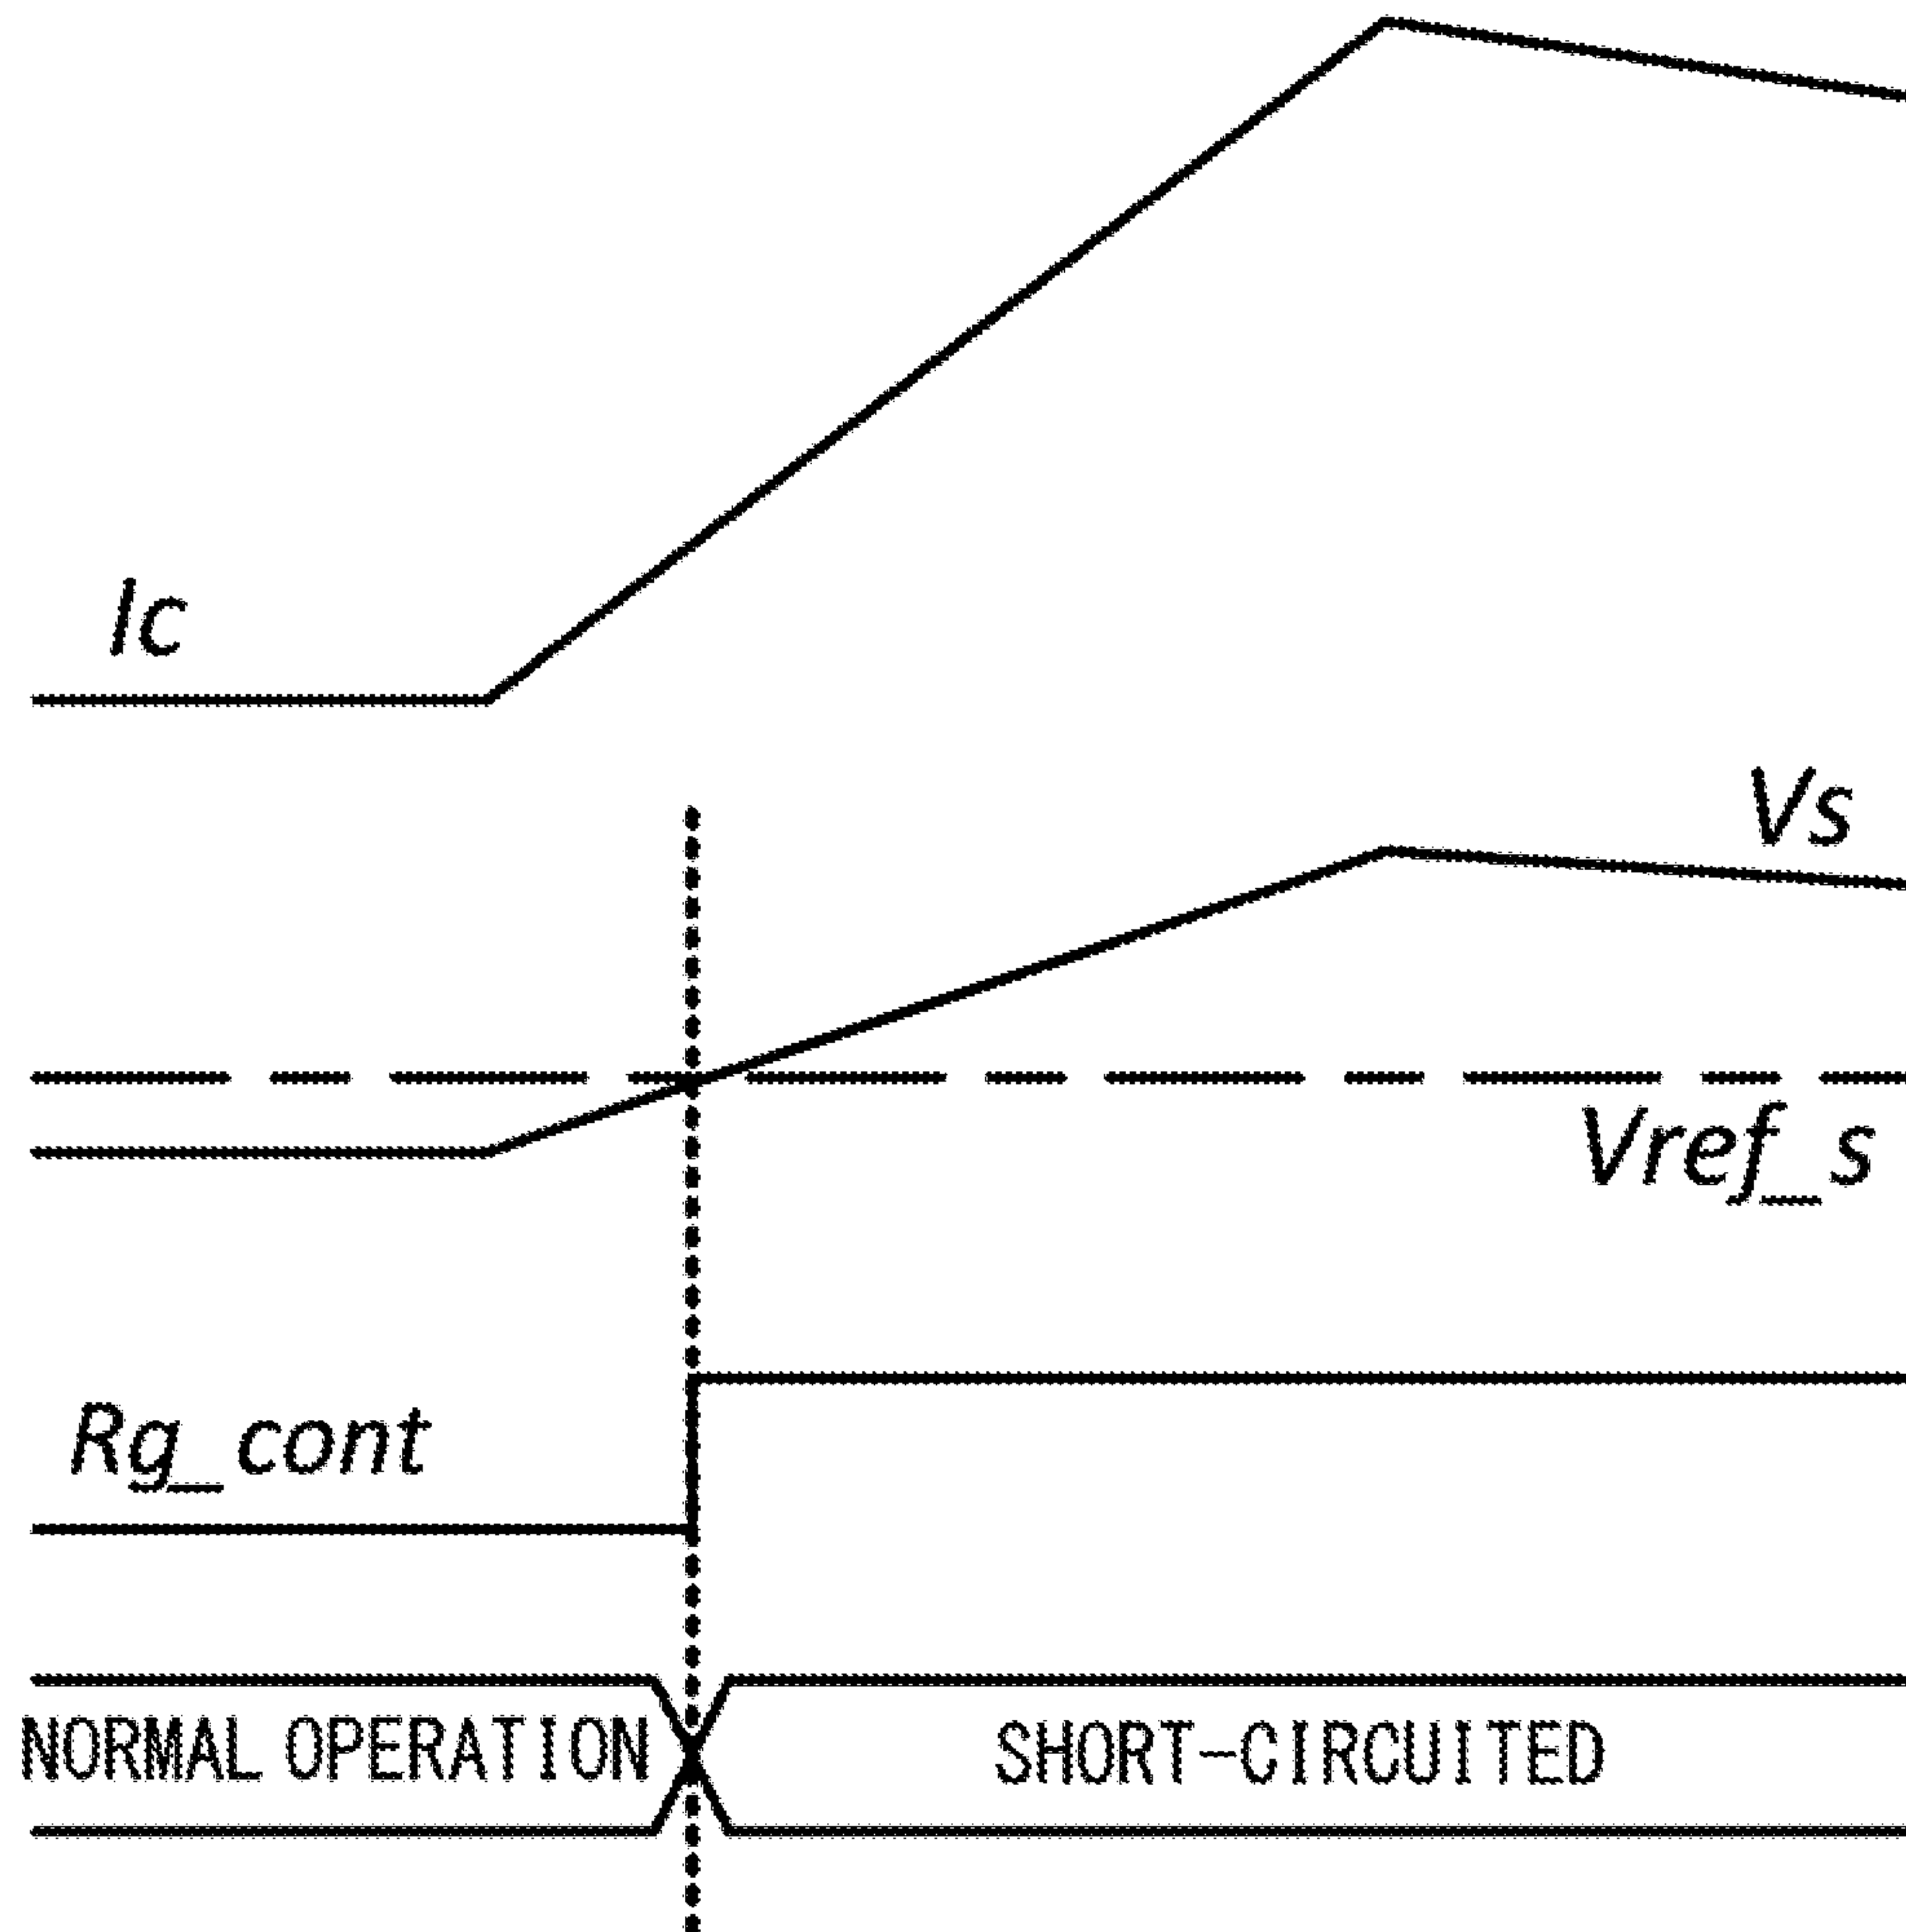 Ic
Vs
Vref_s
Rg_cont
NORMAL OPERATION
SHORT-CIRCUITED